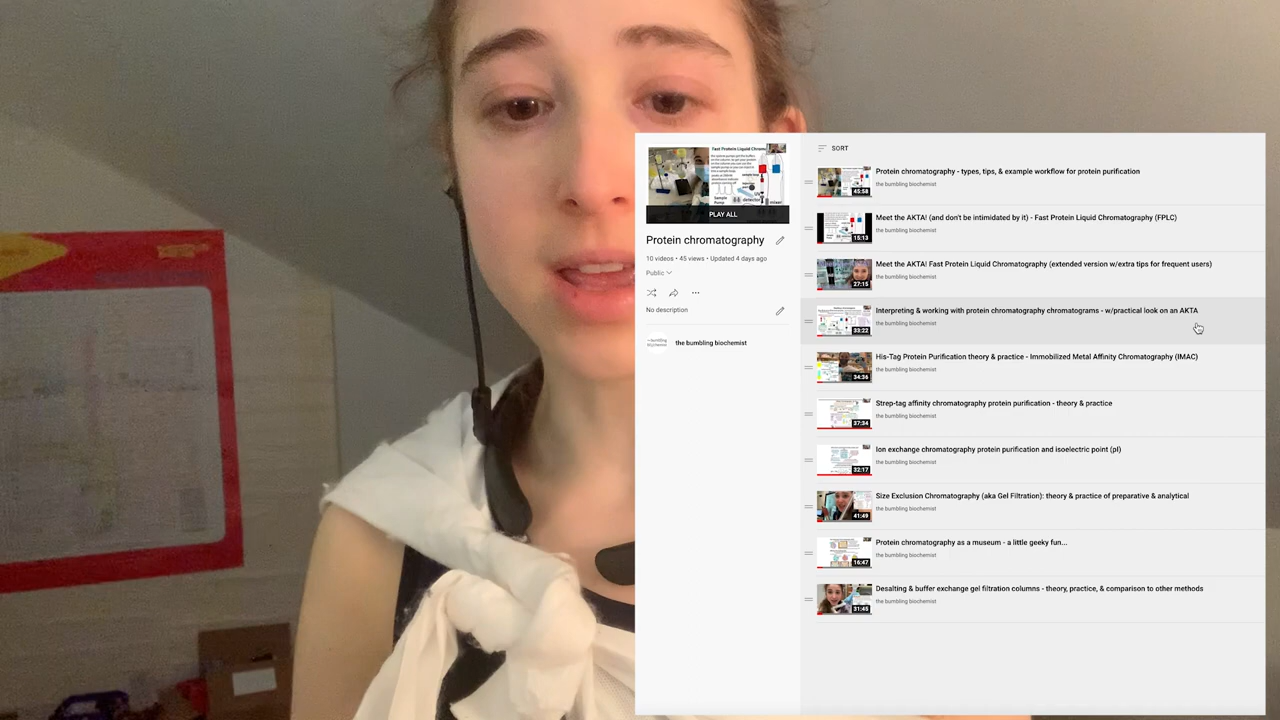 Fast Protein Liquid Chrom
Sample
Pump
detector
mixer
PLAY ALL
Protein chromatography
10 videos • 45 views • Updated 4 days ago
Public
No description
the bumbling biochemist
SORT
Protein chromatography - types, tips, & example workflow for protein purification
the bumbling biochemist
45:58
Meet the AKTA! (and don't be intimidated by it) - Fast Protein Liquid Chromatography (FPLC)
the bumbling biochemist
15:13
Meet the AKTA! Fast Protein Liquid Chromatography (extended version w/extra tips for frequent users)
the bumbling biochemist
27:15
Interpreting & working with protein chromatography chromatograms - w/practical look on an AKTA
the bumbling biochemist
33:22
His-Tag Protein Purification theory & practice - Immobilized Metal Affinity Chromatography (IMAC)
the bumbling biochemist
34:36
Strep-tag affinity chromatography protein purification - theory & practice
the bumbling biochemist
37:34
Ion exchange chromatography protein purification and isoelectric point (pI)
the bumbling biochemist
32:17
Size Exclusion Chromatography (aka Gel Filtration): theory & practice of preparative & analytical
the bumbling biochemist
41:49
Protein chromatography as a museum - a little geeky fun...
the bumbling biochemist
16:47
Desalting & buffer exchange gel filtration columns - theory, practice, & comparison to other methods
the bumbling biochemist
31:45